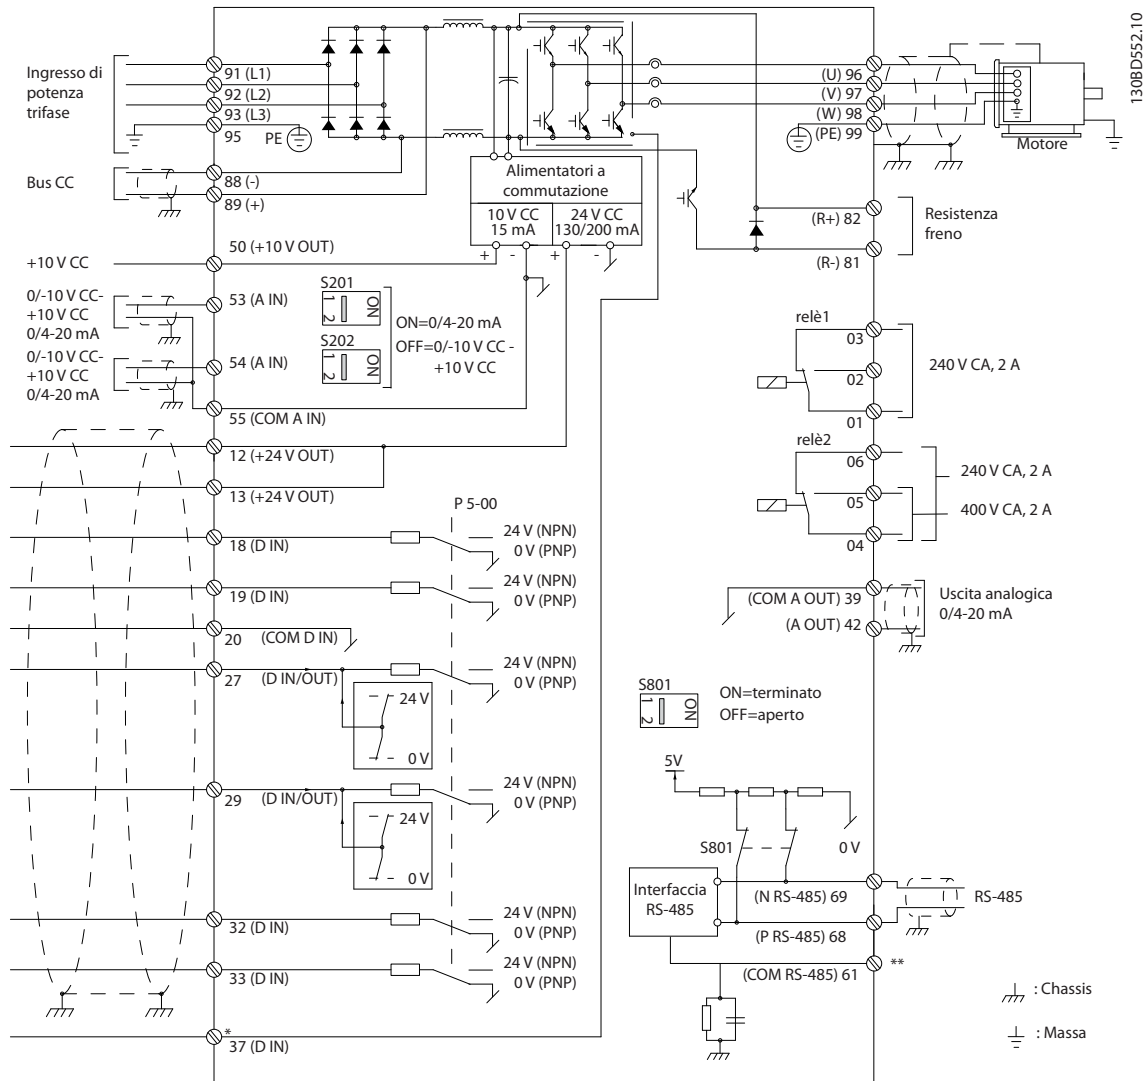 130BD552.10
Ingresso di
potenza
trifase
91 (L1)
92 (L2)
93 (L3)
95
PE
Bus CC
88 (-)
89 (+)
50 (+10 V OUT)
+10 V CC
0/-10 V CC-
+10 V CC
0/4-20 mA
53 (A IN)
0/-10 V CC-
+10 V CC
0/4-20 mA
54 (A IN)
55 (COM A IN)
12 (+24 V OUT)
13 (+24 V OUT)
18 (D IN)
19 (D IN)
20 (COM D IN)
27 (D IN/OUT)
24 V
0 V
29 (D IN/OUT)
24 V
0 V
32 (D IN)
33 (D IN)
*
37 (D IN)
S201
1 2 ON
S202
1 2 ON
ON=0/4-20 mA
OFF=0/-10 V CC -
+10 V CC
Alimentatori a
commutazione
10 V CC
15 mA
24 V CC
130/200 mA
+ - + -
P 5-00
24 V (NPN)
0 V (PNP)
24 V (NPN)
0 V (PNP)
24 V (NPN)
0 V (PNP)
24 V (NPN)
0 V (PNP)
24 V (NPN)
0 V (PNP)
24 V (NPN)
0 V (PNP)
(U) 96
(V) 97
(W) 98
(PE) 99
Motore
(R+) 82
(R-) 81
Resistenza
freno
relè1
03
02
01
240 V CA, 2 A
relè2
06
05
04
240 V CA, 2 A
400 V CA, 2 A
(COM A OUT) 39
(A OUT) 42
Uscita analogica
0/4-20 mA
S801
1 2 ON
ON=terminato
OFF=aperto
5V
S801
0 V
Interfaccia
RS-485
(N RS-485) 69
(P RS-485) 68
(COM RS-485) 61
**
RS-485
: Chassis
: Massa